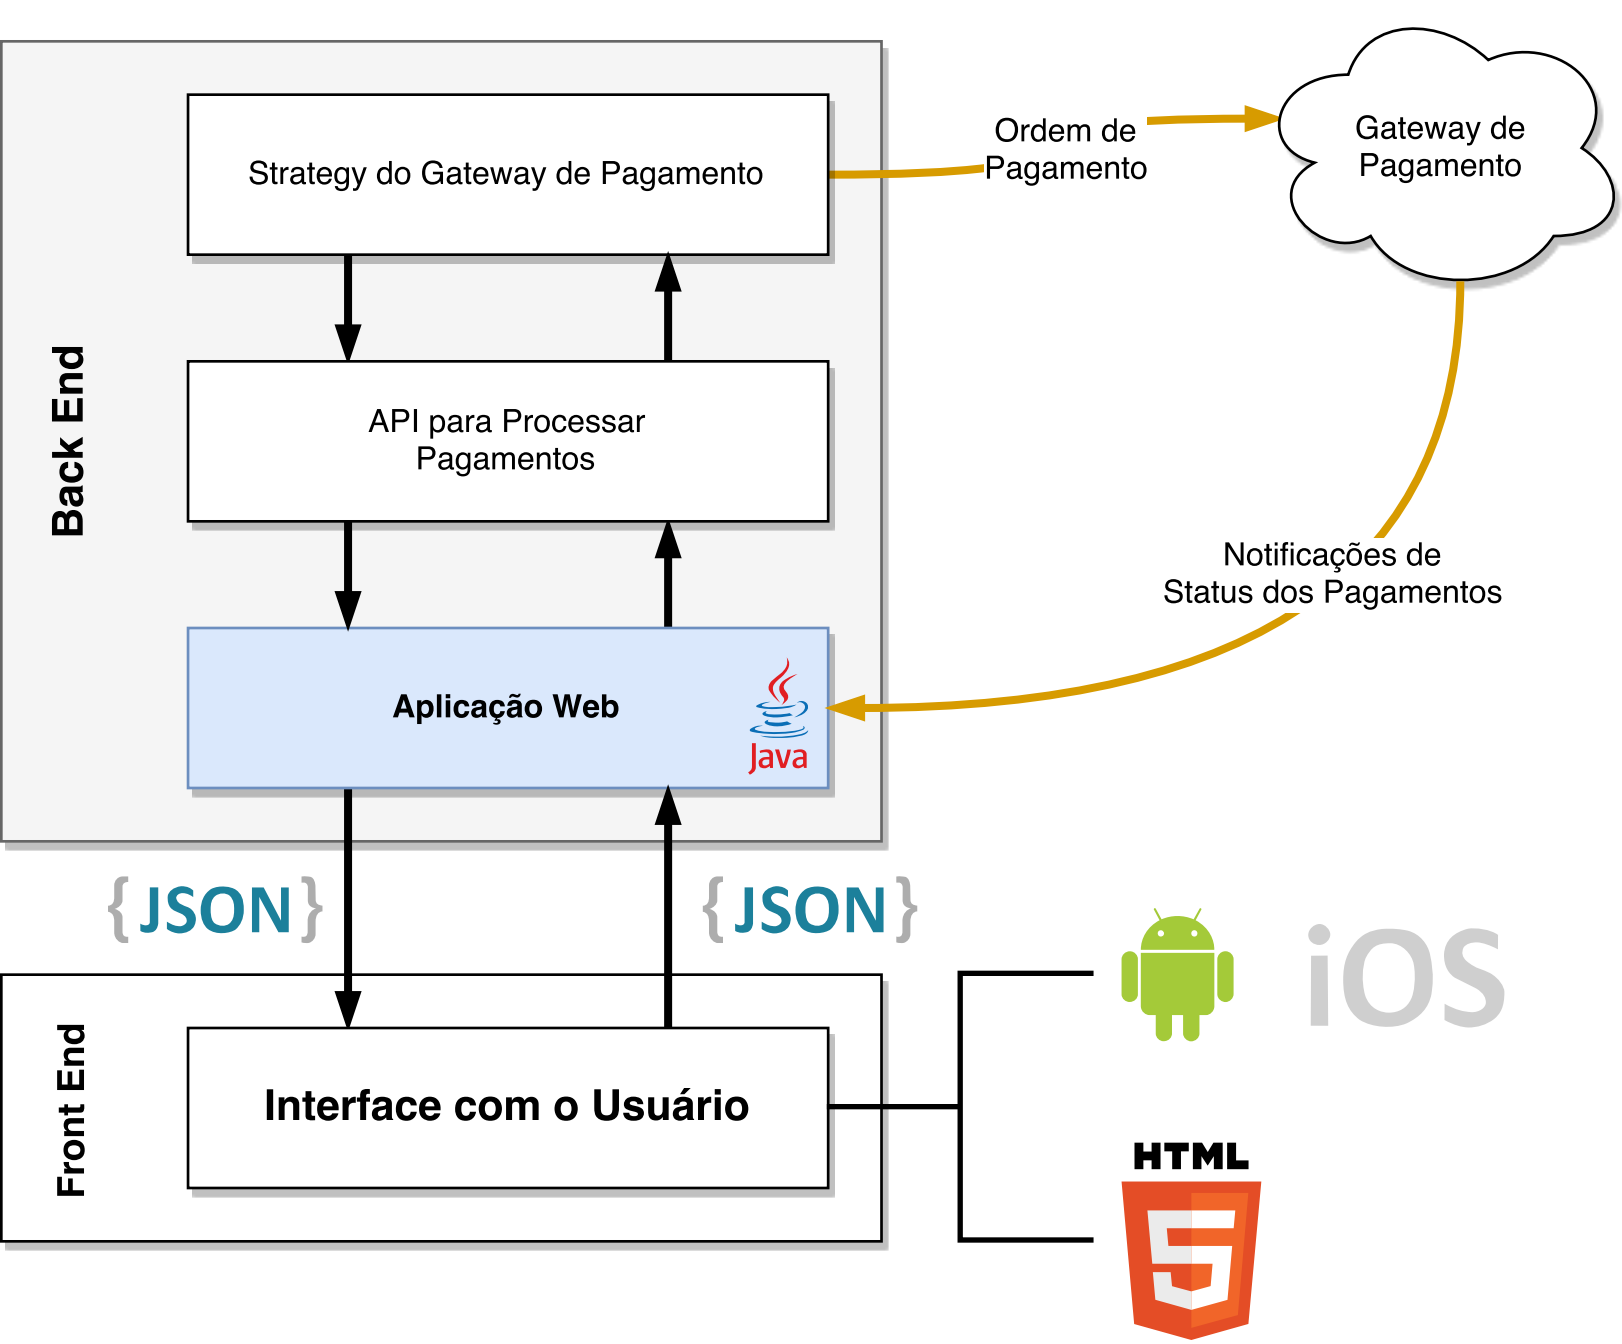 Strategy do Gateway de Pagamento
Ordem de
Pagamento
Gateway de
Pagamento
Back End
API para Processar
Pagamentos
Notificações de
Status dos Pagamentos
Aplicação Web
Java
{JSON}
{JSON}
Front End
Interface com o Usuário
iOS
HTML
5